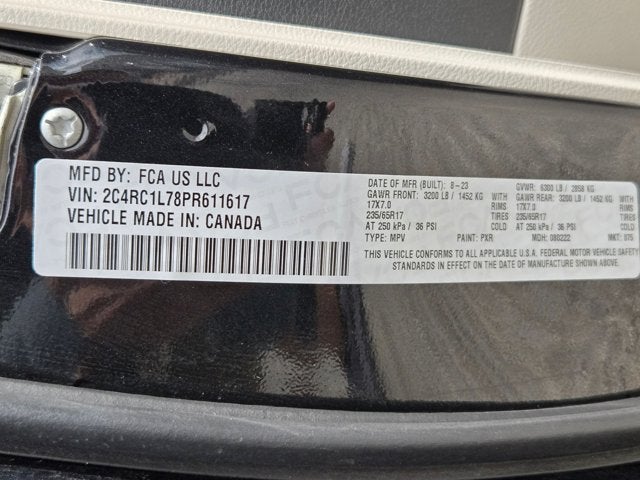 MFD BY: FCA US LLC
VIN: 2C4RC1L78PR611617
VEHICLE MADE IN: CANADA
DATE OF MFR (BUILT): 8-23 GVWR: 6300 LB / 2858 KG
GAWR FRONT: 3200 LB / 1452 KG GAWR REAR: 3200 LB / 1452 KG
17X7.0 RIMS 17X7.0 RIMS
235/65R17 TIRES 235/65R17 TIRES
AT 250 kPa / 36 PSI AT 250 kPa / 36 PSI
TYPE: MPV PAINT: PXR MDH: 080222 MKT:
THIS VEHICLE CONFORMS TO ALL APPLICABLE U.S.A. FEDERAL MOTOR VEHICLE SAFETY
STANDARDS IN EFFECT ON THE DATE OF MANUFACTURE SHOWN ABOVE.